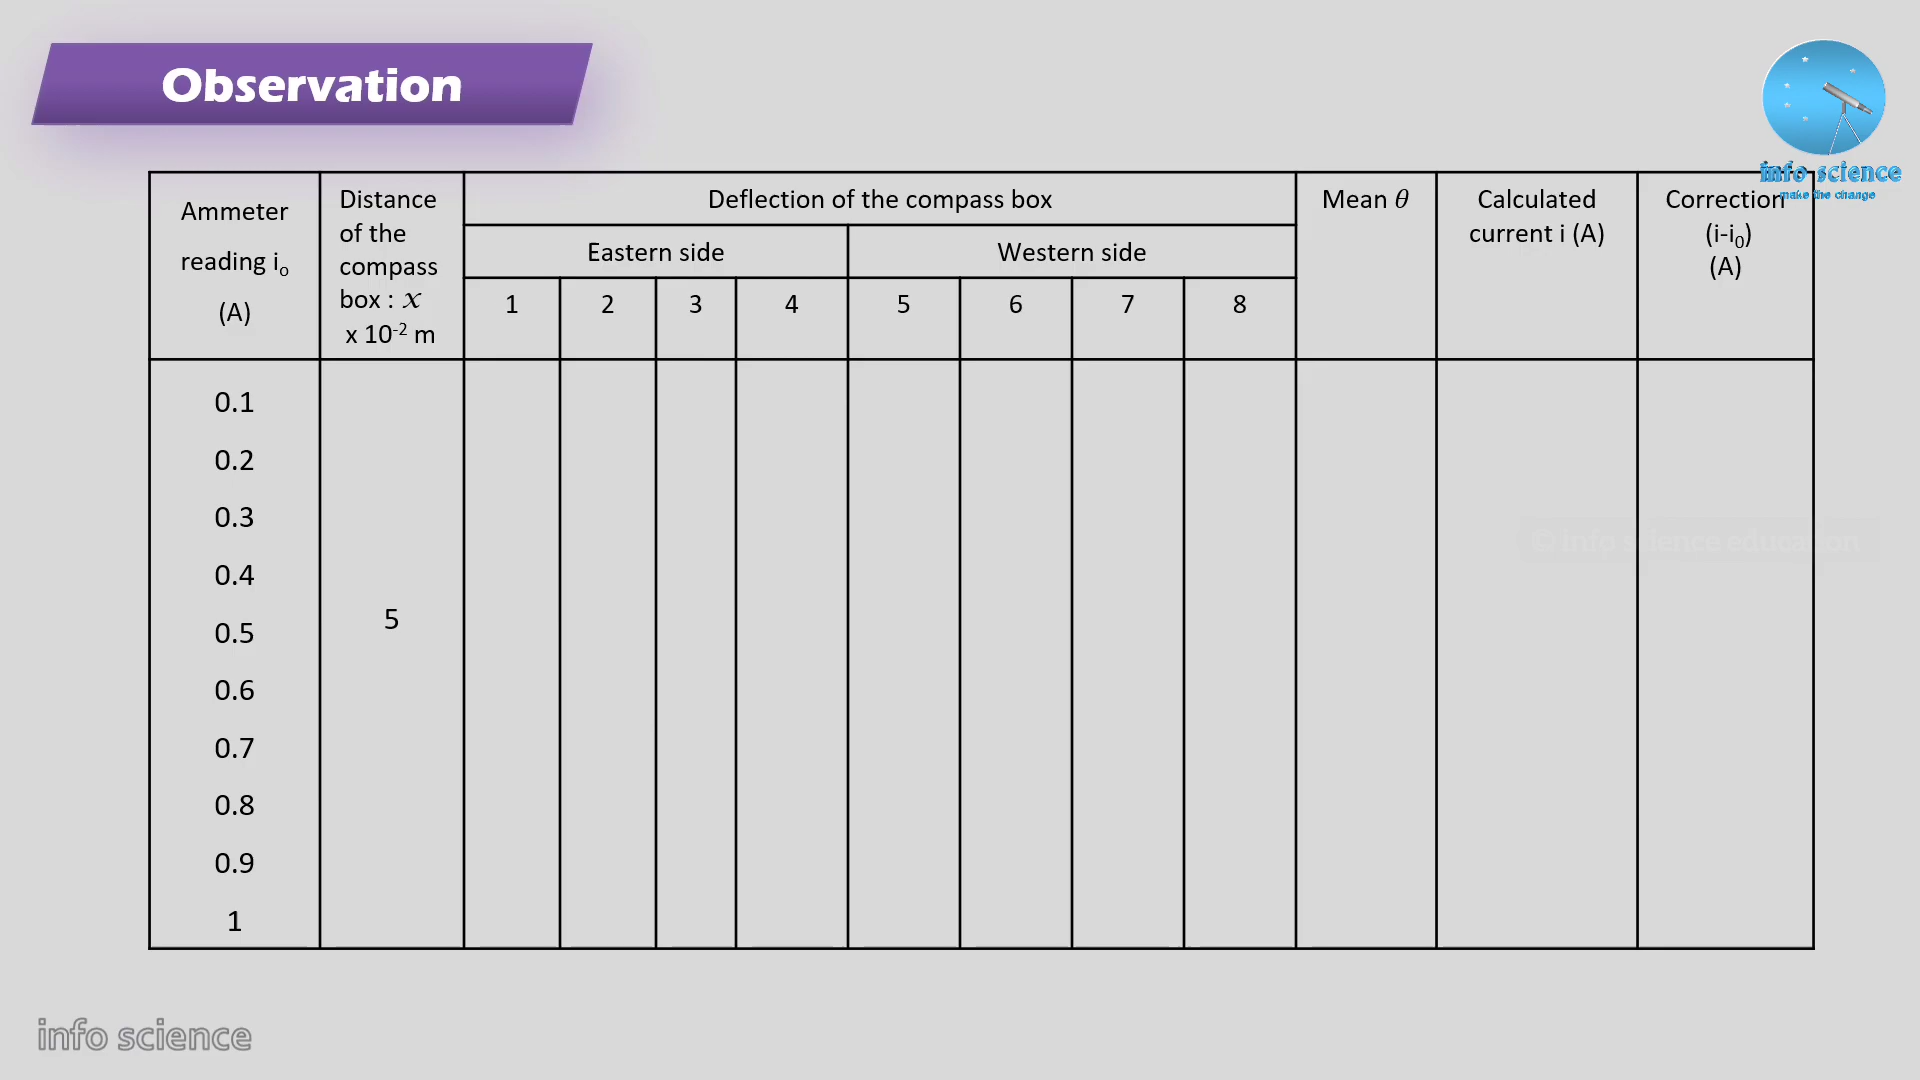 Observation
info science
make the change
Ammeter
reading i₀
(A)
Distance
of the
compass
box : x
x 10⁻² m
Deflection of the compass box
Eastern side
Western side
1 2 3 4 5 6 7 8
Mean θ
Calculated
current i (A)
Correction
(i-i₀)
(A)
0.1
0.2
0.3
0.4
0.5
0.6
0.7
0.8
0.9
1
5
© Info science education
info science